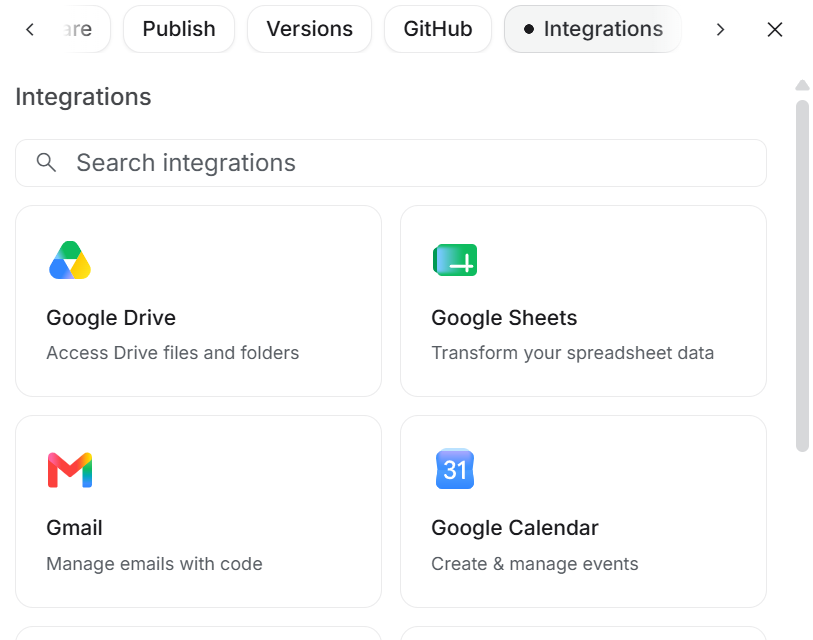 Publish
Versions
GitHub
Integrations
Integrations
Search integrations
Google Drive
Access Drive files and folders
Google Sheets
Transform your spreadsheet data
Gmail
Manage emails with code
31
Google Calendar
Create & manage events